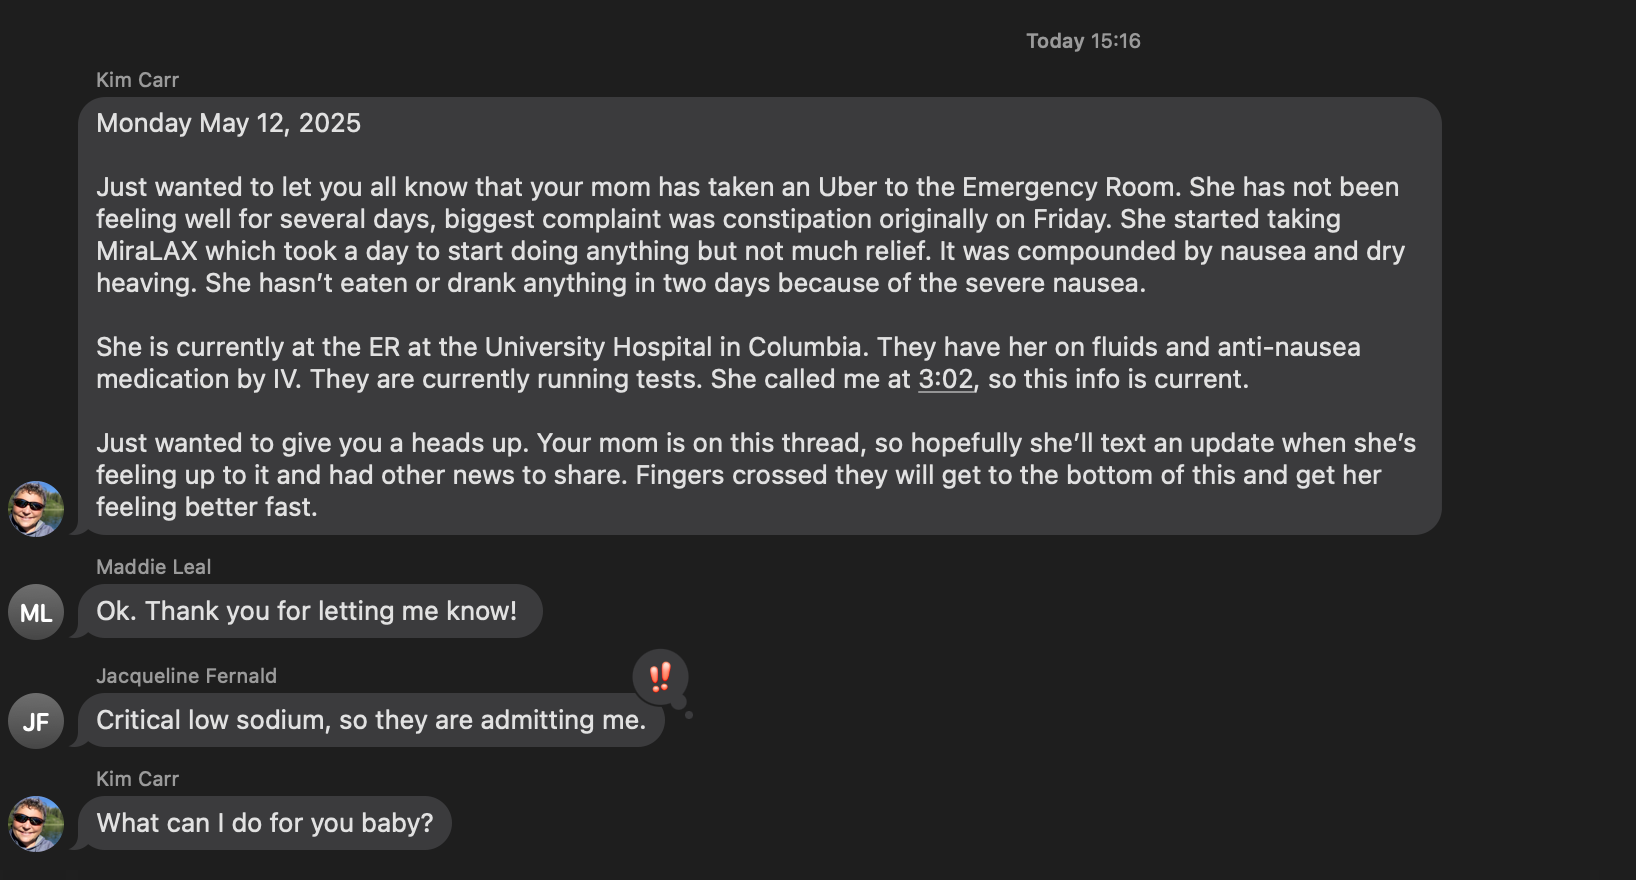 Today 15:16
Kim Carr
Monday May 12, 2025
Just wanted to let you all know that your mom has taken an Uber to the Emergency Room. She has not been
feeling well for several days, biggest complaint was constipation originally on Friday. She started taking
MiraLAX which took a day to start doing anything but not much relief. It was compounded by nausea and dry
heaving. She hasn’t eaten or drank anything in two days because of the severe nausea.
She is currently at the ER at the University Hospital in Columbia. They have her on fluids and anti-nausea
medication by IV. They are currently running tests. She called me at 3:02, so this info is current.
Just wanted to give you a heads up. Your mom is on this thread, so hopefully she’ll text an update when she’s
feeling up to it and had other news to share. Fingers crossed they will get to the bottom of this and get her
feeling better fast.
Maddie Leal
ML
Ok. Thank you for letting me know!
Jacqueline Fernald
‼
JF
Critical low sodium, so they are admitting me.
Kim Carr
What can I do for you baby?